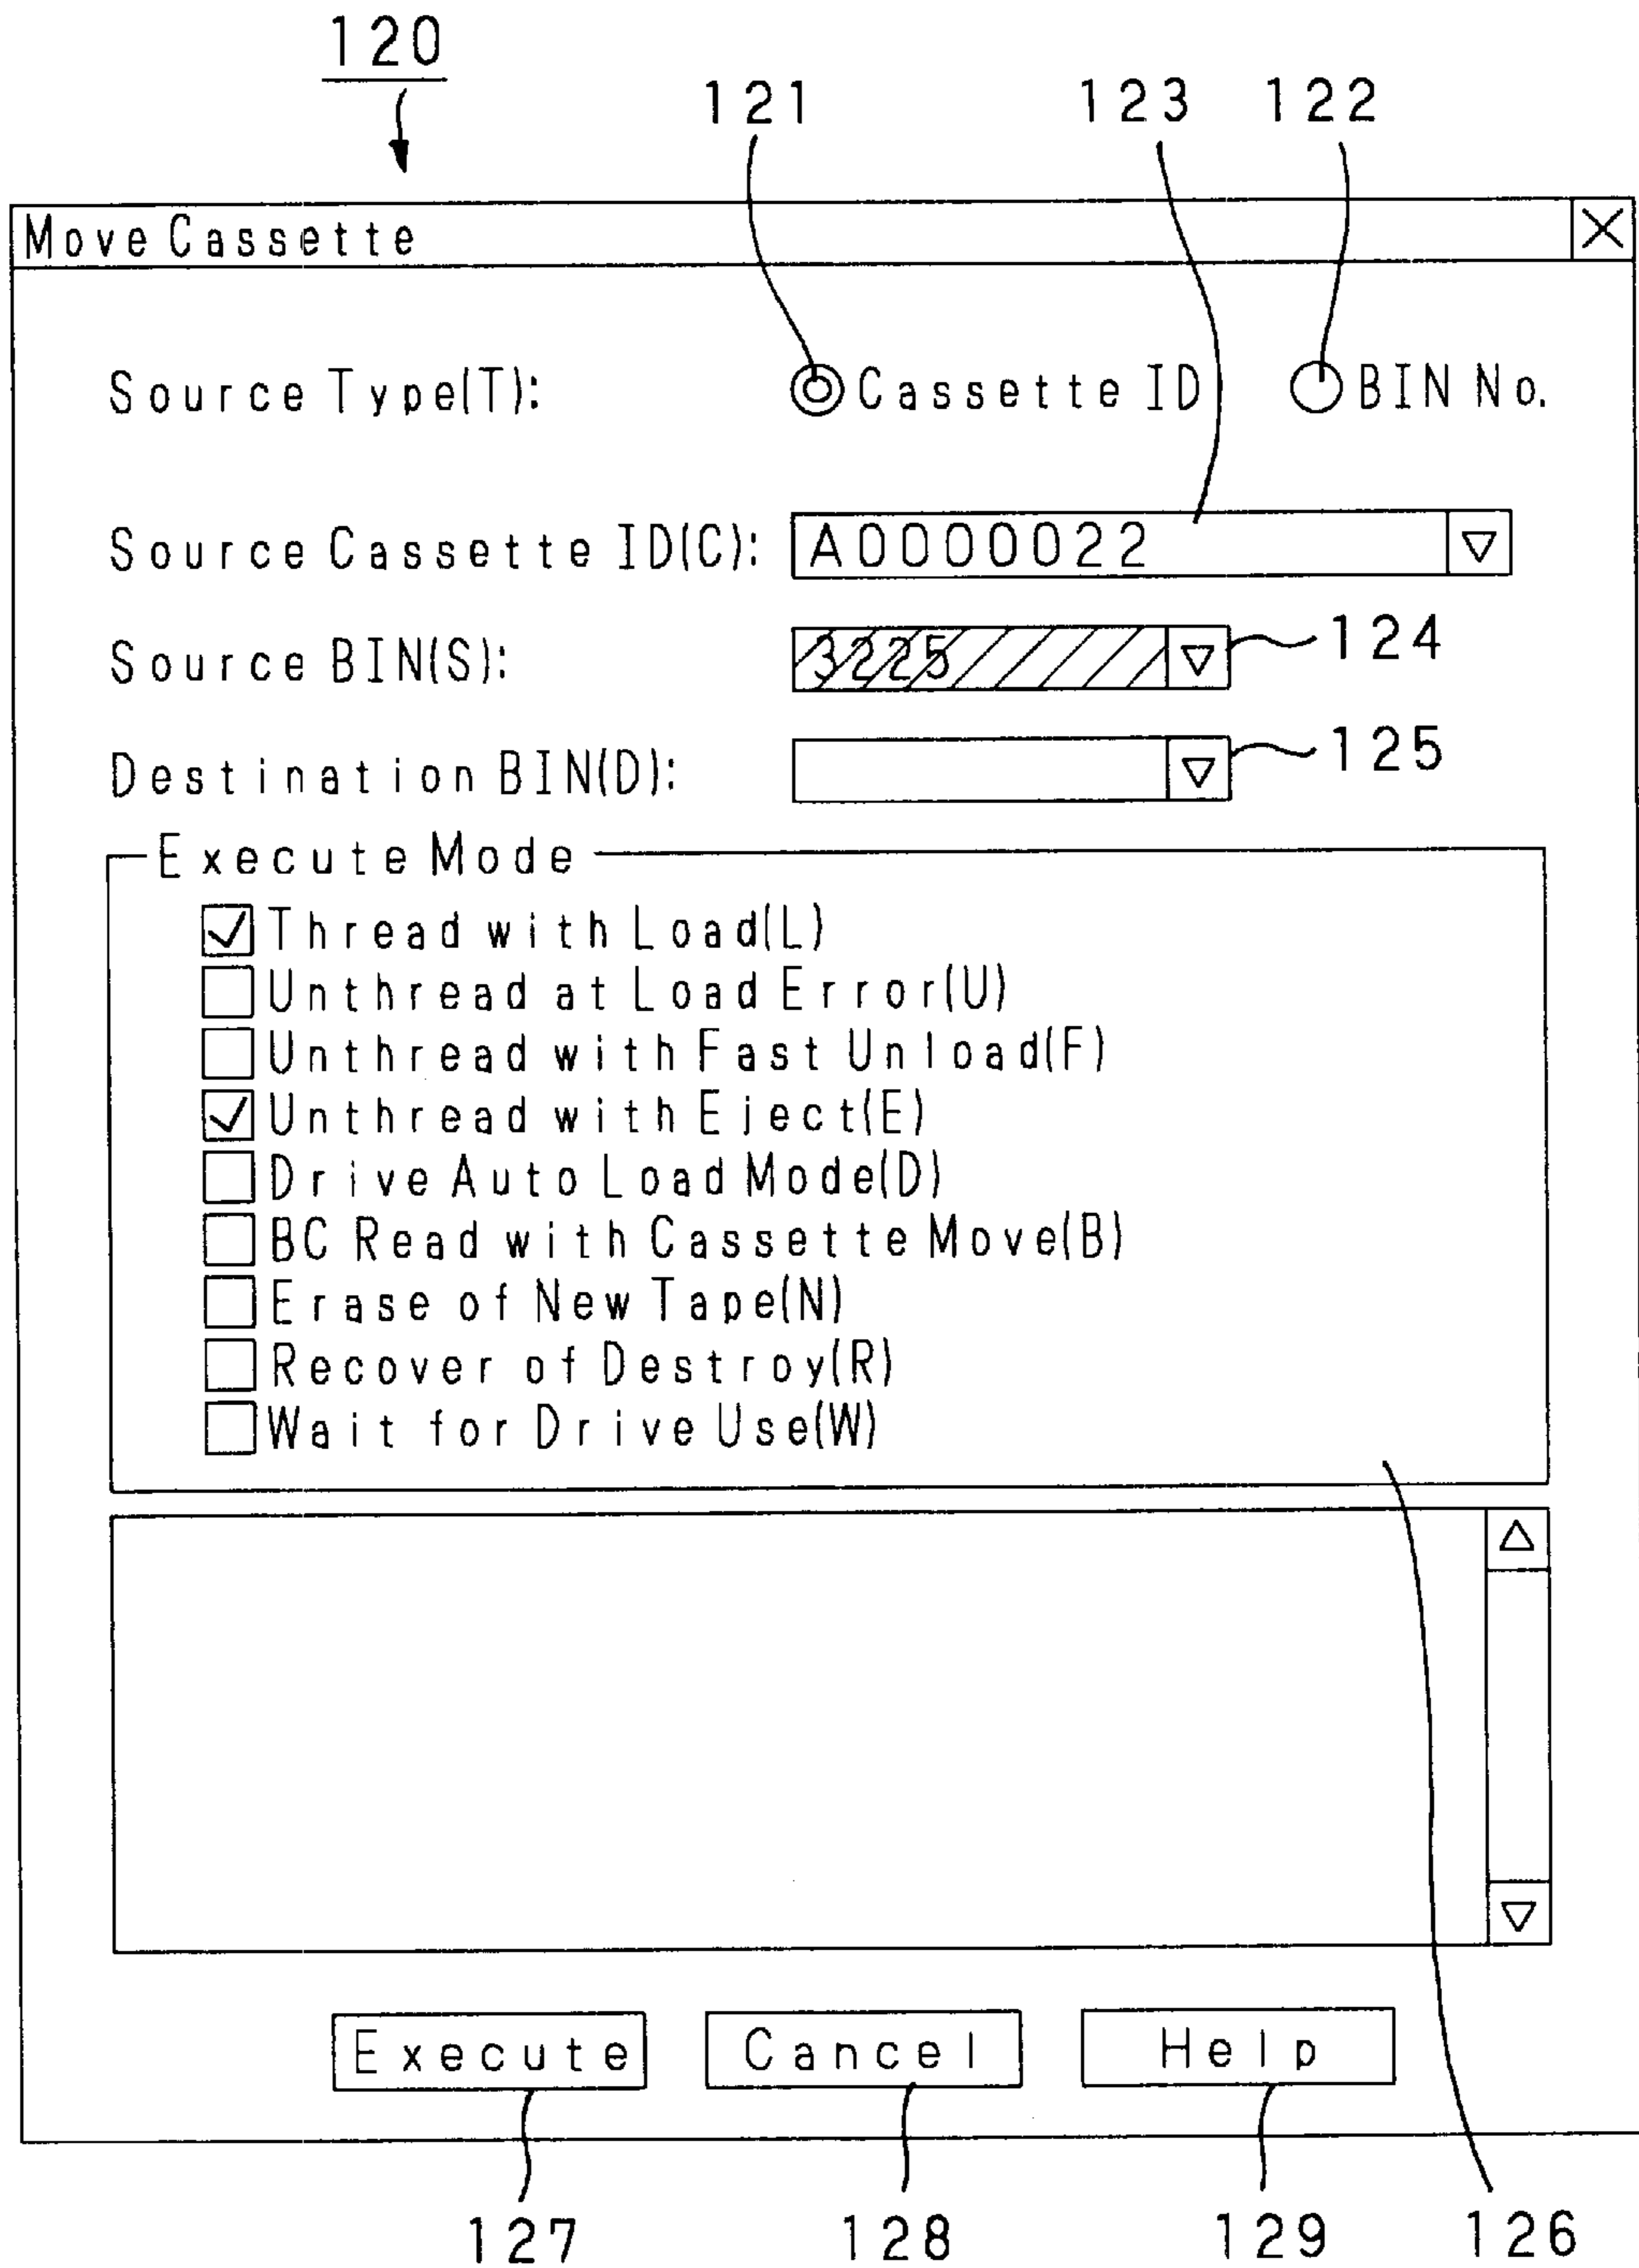 120
121 123 122
Move Cassette
Source Type(T): Cassette ID BIN No.
Source Cassette ID(C): A0000022
Source BIN(S): 3225 124
Destination BIN(D): 125
Execute Mode
Thread with Load(L)
Unthread at Load Error(U)
Unthread with Fast Unload(F)
Unthread with Eject(E)
Drive Auto Load Mode(D)
BC Read with Cassette Move(B)
Erase of New Tape(N)
Recover of Destroy(R)
Wait for Drive Use(W)
Execute Cancel Help
127 128 129 126